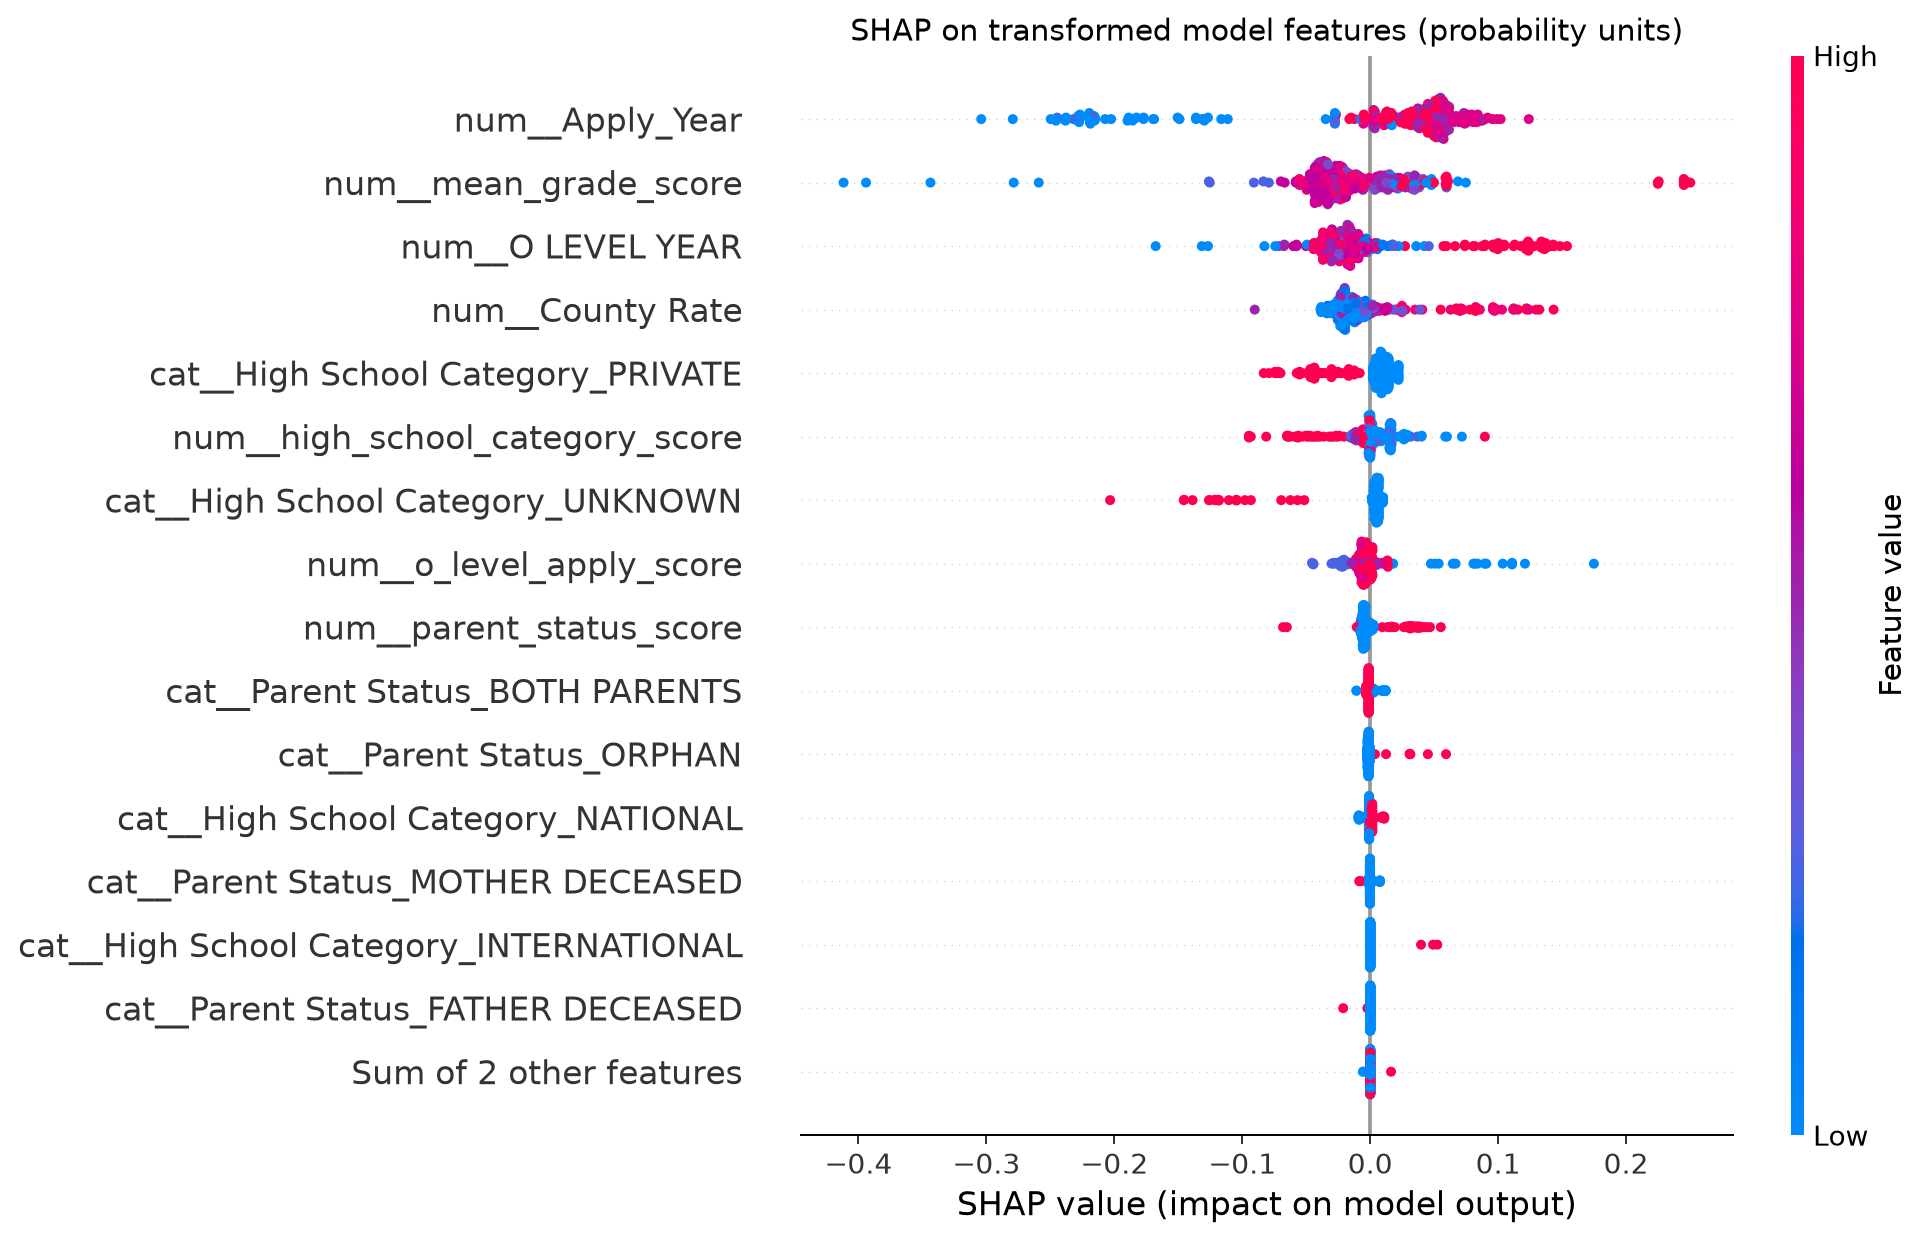 SHAP on transformed model features (probability units)
High
num__Apply_Year
num__mean_grade_score
num__O LEVEL YEAR
num__County Rate
cat__High School Category_PRIVATE
num__high_school_category_score
cat__High School Category_UNKNOWN
num__o_level_apply_score
num__parent_status_score
cat__Parent Status_BOTH PARENTS
cat__Parent Status_ORPHAN
cat__High School Category_NATIONAL
cat__Parent Status_MOTHER DECEASED
cat__High School Category_INTERNATIONAL
cat__Parent Status_FATHER DECEASED
Sum of 2 other features
Feature value
Low
−0.4 −0.3 −0.2 −0.1 0.0 0.1 0.2
SHAP value (impact on model output)